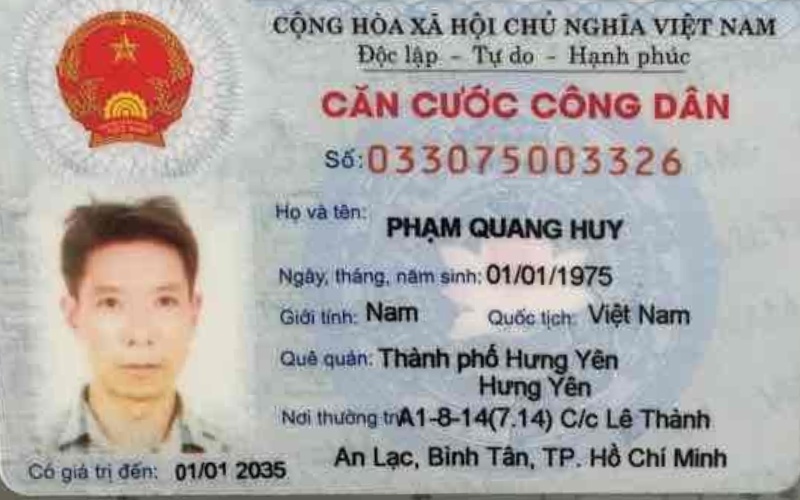 CỘNG HÒA XÃ HỘI CHỦ NGHĨA VIỆT NAM
Độc lập - Tự do - Hạnh phúc
CĂN CƯỚC CÔNG DÂN
Số: 033075003326
Họ và tên: PHẠM QUANG HUY
Ngày, tháng, năm sinh: 01/01/1975
Giới tính: Nam Quốc tịch: Việt Nam
Quê quán: Thành phố Hưng Yên
Hưng Yên
Nơi thường trú A1-8-14(7.14) C/c Lê Thành
An Lạc, Bình Tân, TP. Hồ Chí Minh
Có giá trị đến: 01/01 2035